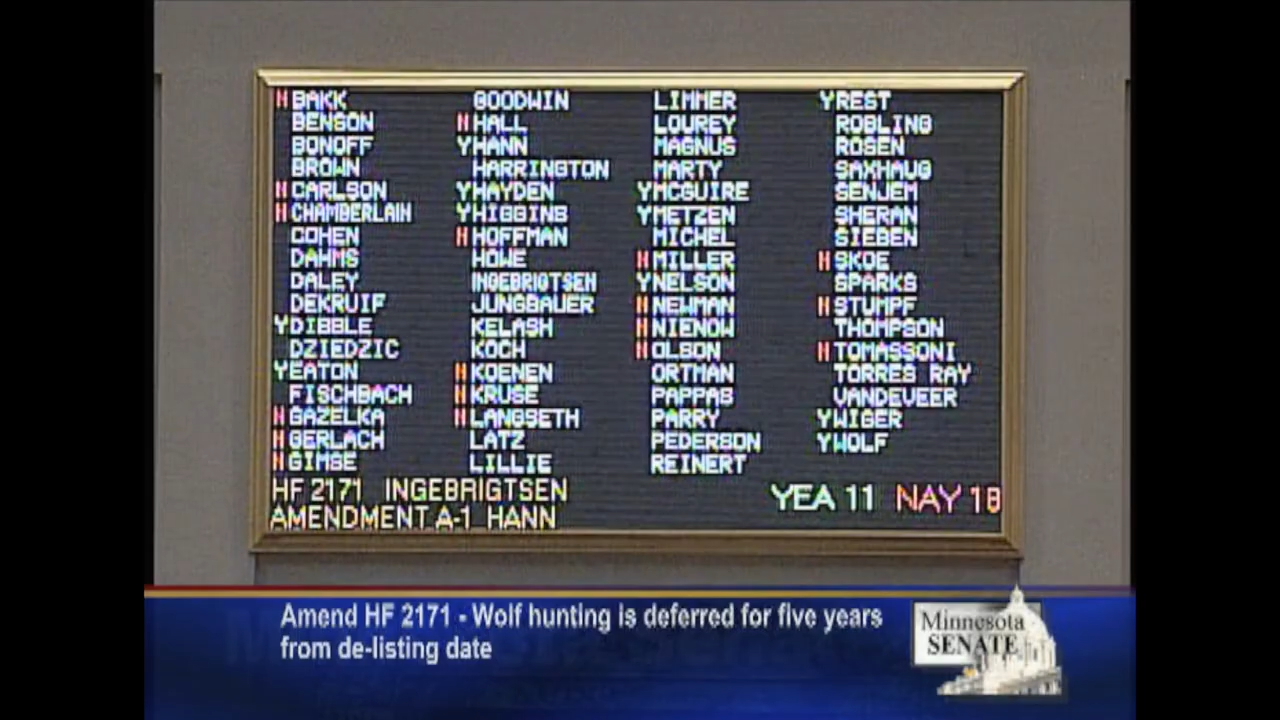 N BAKK GOODWIN LIMMER Y REST
BENSON N HALL LOUREY ROBLING
BONOFF Y HANN MAGNUS ROSEN
BROWN HARRINGTON MARTY SAXHAUG
N CARLSON Y HAYDEN Y MCGUIRE SENJEM
N CHAMBERLAIN Y HIGGINS Y METZEN SHERAN
COHEN N HOFFMAN MICHEL SIEBEN
DAHMS HOWE N MILLER N SKOE
DALEY INGEBRIGTSEN Y NELSON SPARKS
DEKRUIF JUNGBAUER N NEWMAN N STUMPF
Y DIBBLE KELASH N NIENOW THOMPSON
DZIEDZIC KOCH N OLSON N TOMASSONI
Y EATON N KOENEN ORTMAN TORRES RAY
FISCHBACH N KRUSE PAPPAS VANDEVEER
N GAZELKA N LANGSETH PARRY Y WIGER
N GERLACH LATZ PEDERSON Y WOLF
N GIMSE LILLIE REINERT
HF 2171 INGEBRIGTSEN YEA 11 NAY 18
AMENDMENT A-1 HANN
Amend HF 2171 - Wolf hunting is deferred for five years
from de-listing date
Minnesota
SENATE